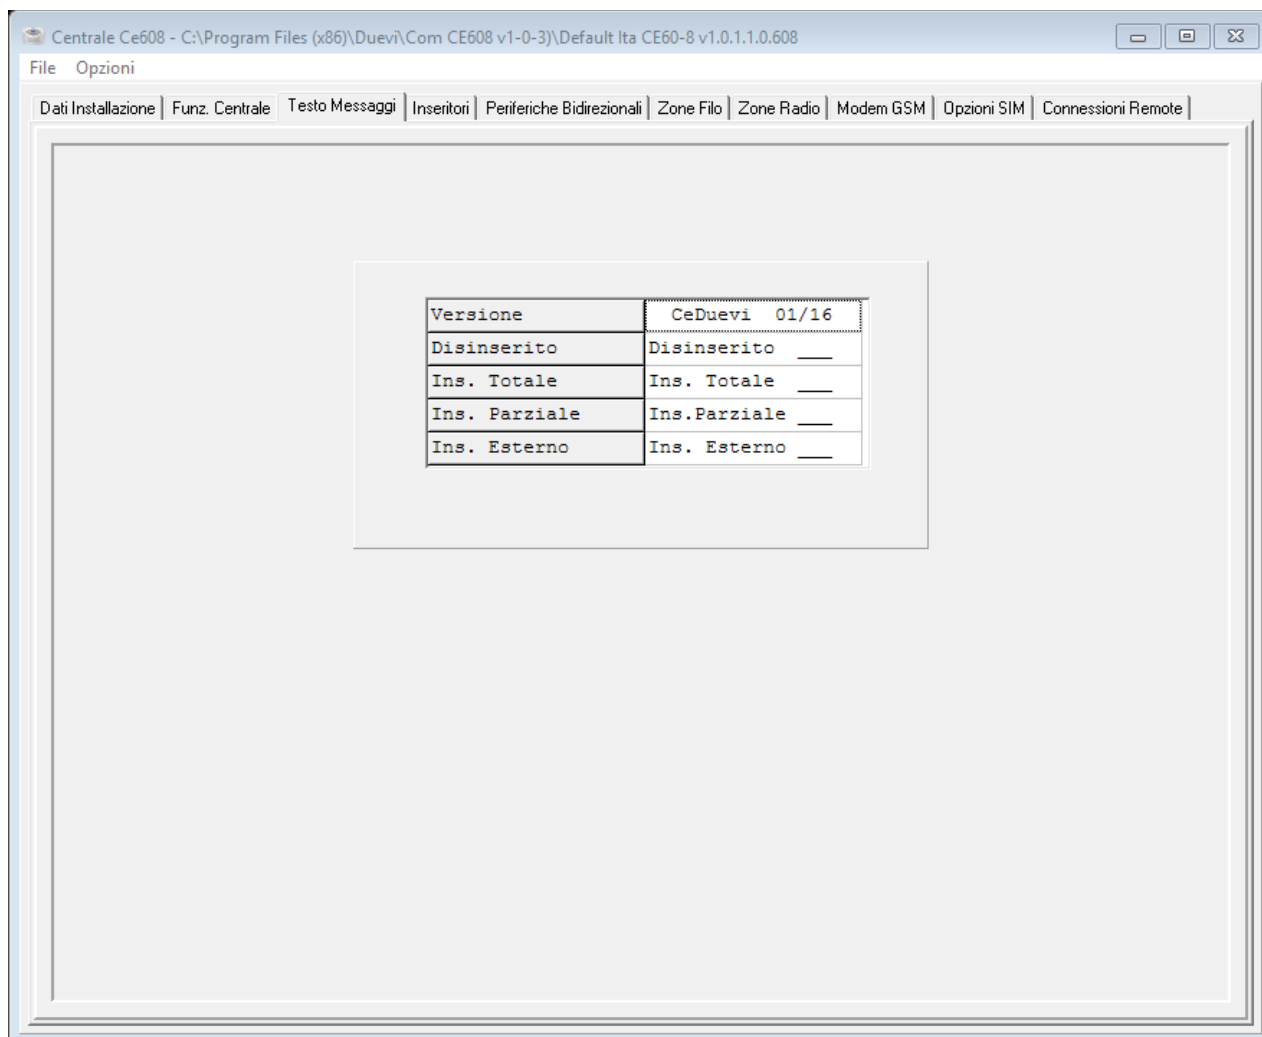 Centrale Ce608 - C:\Program Files (x86)\Duevi\Com CE608 v1-0-3)\Default Ita CE60-8 v1.0.1.1.0.608
File Opzioni
Dati Installazione Funz. Centrale Testo Messaggi Inseritori Periferiche Bidirezionali Zone Filo Zone Radio Modem GSM Opzioni SIM Connessioni Remote
Versione CeDuevi 01/16
Disinserito Disinserito ___
Ins. Totale Ins. Totale ___
Ins. Parziale Ins.Parziale ___
Ins. Esterno Ins. Esterno ___